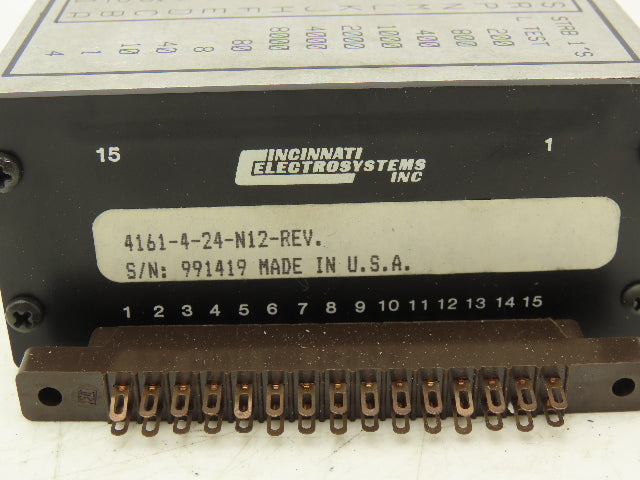 A 1
B 4
C 10
D 40
E 8
F 80
H 8000
J 4000
K 2000
L 400
M 800
N 200
P TEST
R L
S STRB 1'S
15
1
CINCINNATI
ELECTROSYSTEMS
INC
4161-4-24-N12-REV.
S/N: 991419 MADE IN U.S.A.
1 2 3 4 5 6 7 8 9 10 11 12 13 14 15